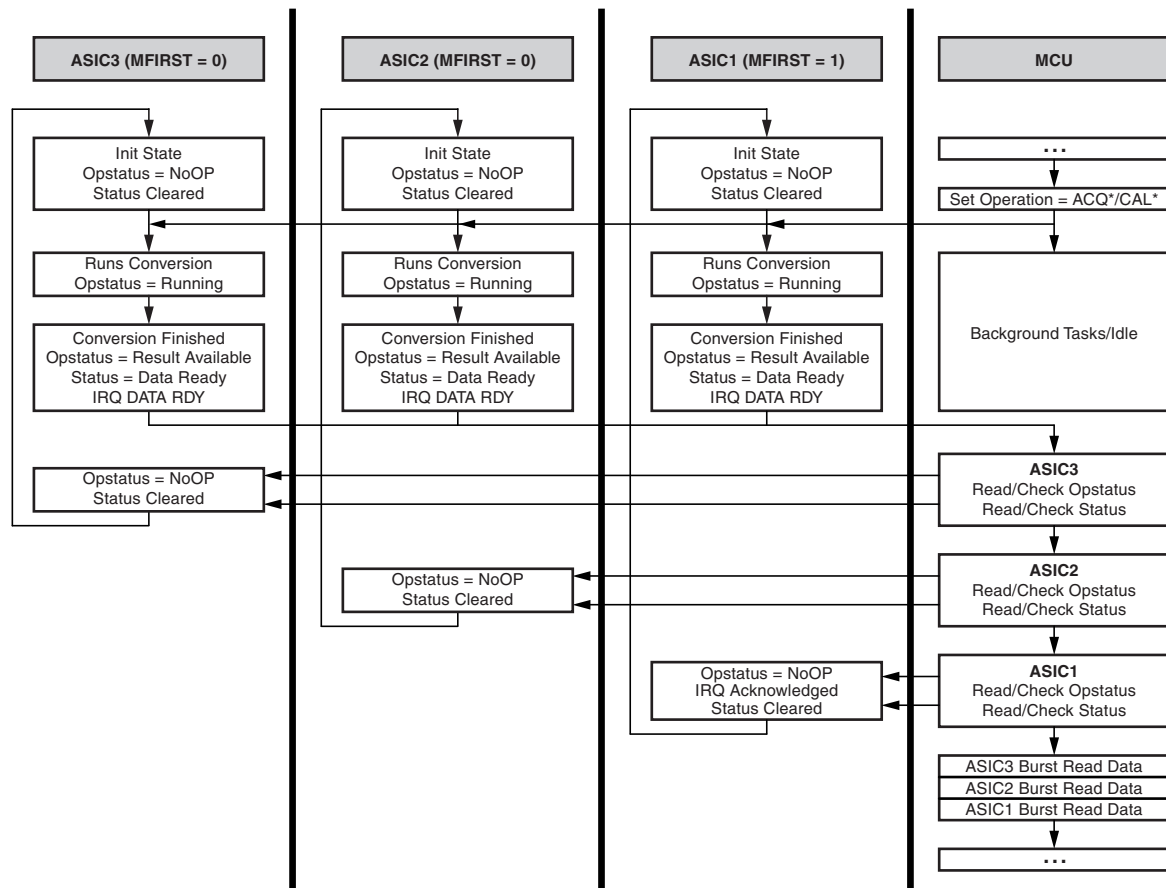 ASIC3 (MFIRST = 0)
ASIC2 (MFIRST = 0)
ASIC1 (MFIRST = 1)
MCU
Init State
Opstatus = NoOP
Status Cleared
Init State
Opstatus = NoOP
Status Cleared
Init State
Opstatus = NoOP
Status Cleared
...
Set Operation = ACQ*/CAL*
Runs Conversion
Opstatus = Running
Runs Conversion
Opstatus = Running
Runs Conversion
Opstatus = Running
Background Tasks/Idle
Conversion Finished
Opstatus = Result Available
Status = Data Ready
IRQ DATA RDY
Conversion Finished
Opstatus = Result Available
Status = Data Ready
IRQ DATA RDY
Conversion Finished
Opstatus = Result Available
Status = Data Ready
IRQ DATA RDY
Opstatus = NoOP
Status Cleared
ASIC3
Read/Check Opstatus
Read/Check Status
Opstatus = NoOP
Status Cleared
ASIC2
Read/Check Opstatus
Read/Check Status
Opstatus = NoOP
IRQ Acknowledged
Status Cleared
ASIC1
Read/Check Opstatus
Read/Check Status
ASIC3 Burst Read Data
ASIC2 Burst Read Data
ASIC1 Burst Read Data
...